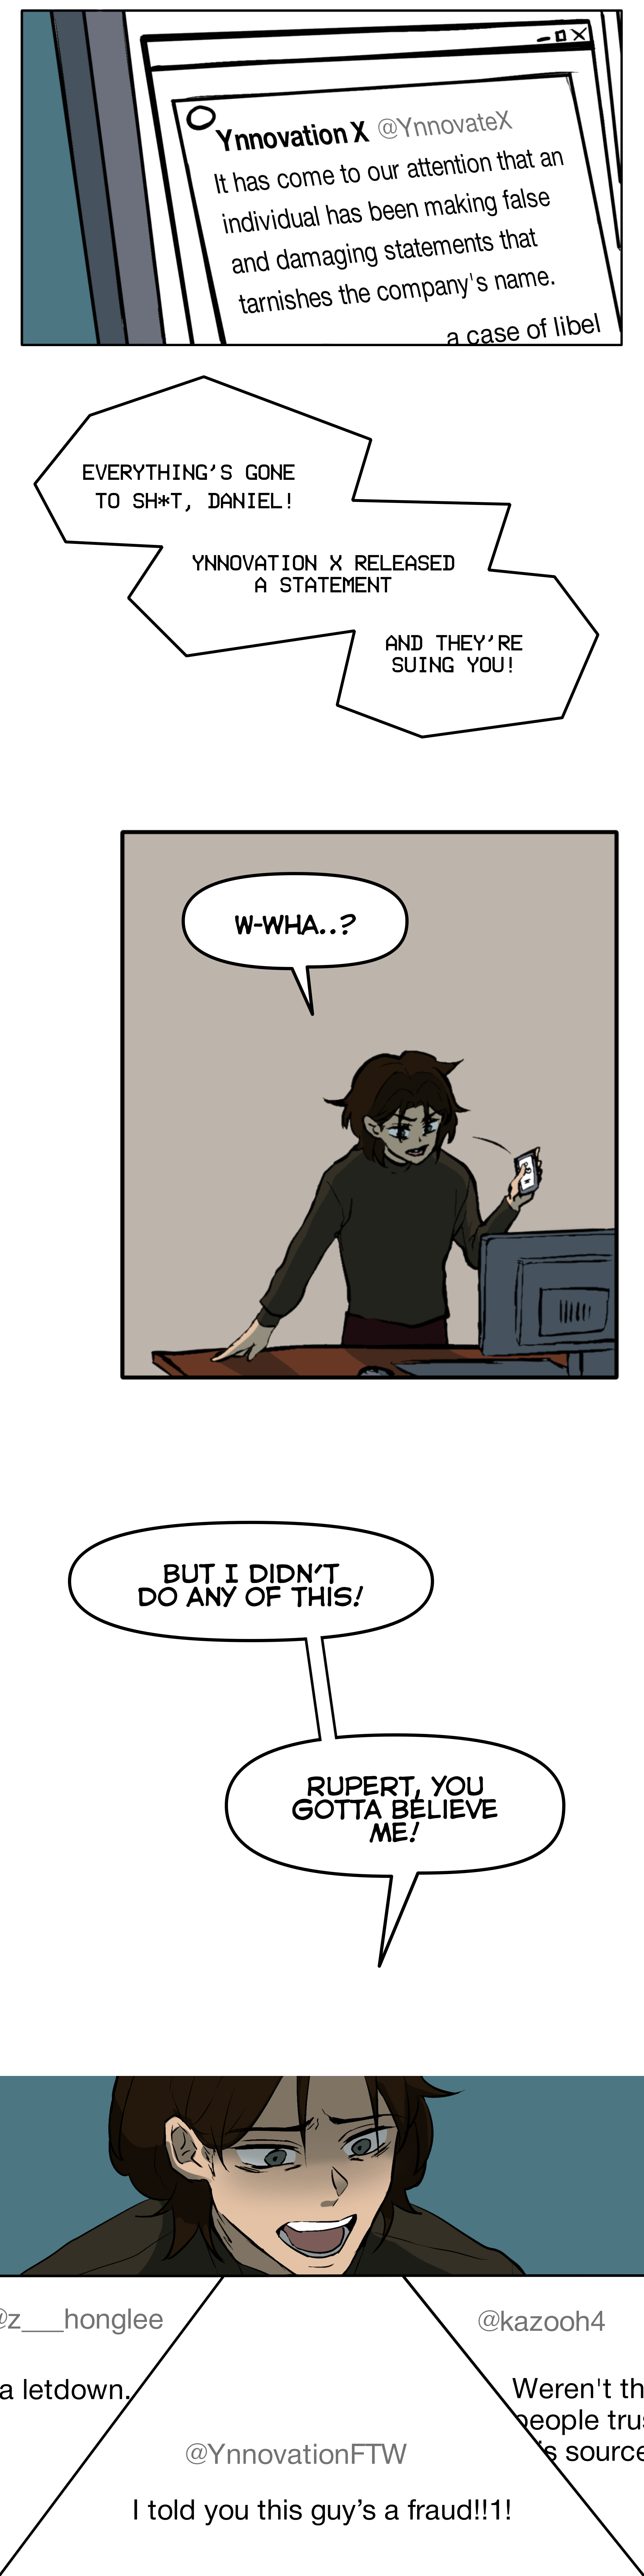 Ynnovation X @YnnovateX
It has come to our attention that an
individual has been making false
and damaging statements that
tarnishes the company's name.
a case of libel
EVERYTHING'S GONE
TO SH*T, DANIEL!
YNNOVATION X RELEASED
A STATEMENT
AND THEY'RE
SUING YOU!
W-WHA..?
BUT I DIDN'T
DO ANY OF THIS!
RUPERT, YOU
GOTTA BELIEVE
ME!
@z___honglee
a letdown.
@kazooh4
Weren't th
people trus
's source
@YnnovationFTW
I told you this guy's a fraud!!1!